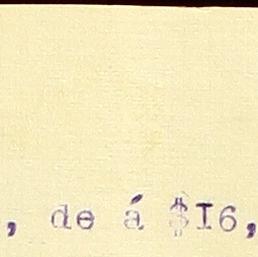 , de á $I6,